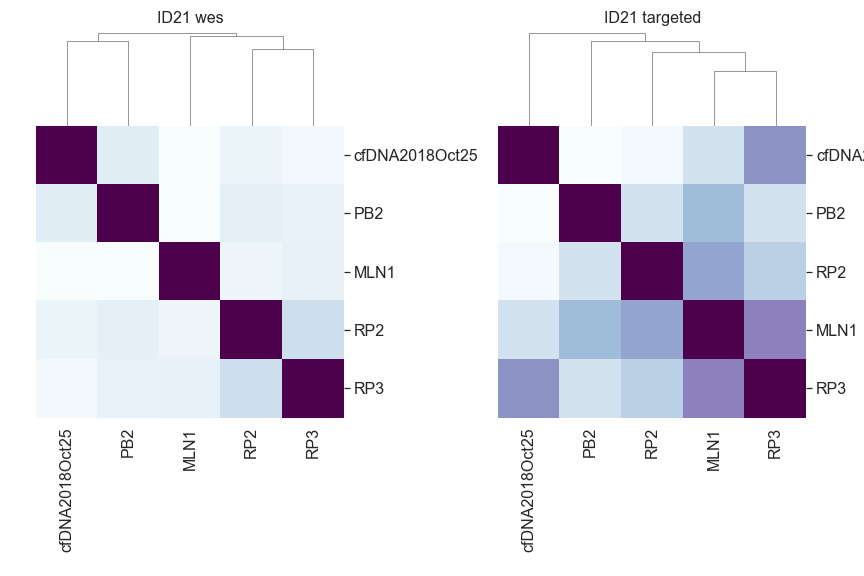 ID21 wes
cfDNA2018Oct25
PB2
MLN1
RP2
RP3
cfDNA2018Oct25
PB2
MLN1
RP2
RP3
ID21 targeted
cfDNA
PB2
RP2
MLN1
RP3
cfDNA2018Oct25
PB2
RP2
MLN1
RP3